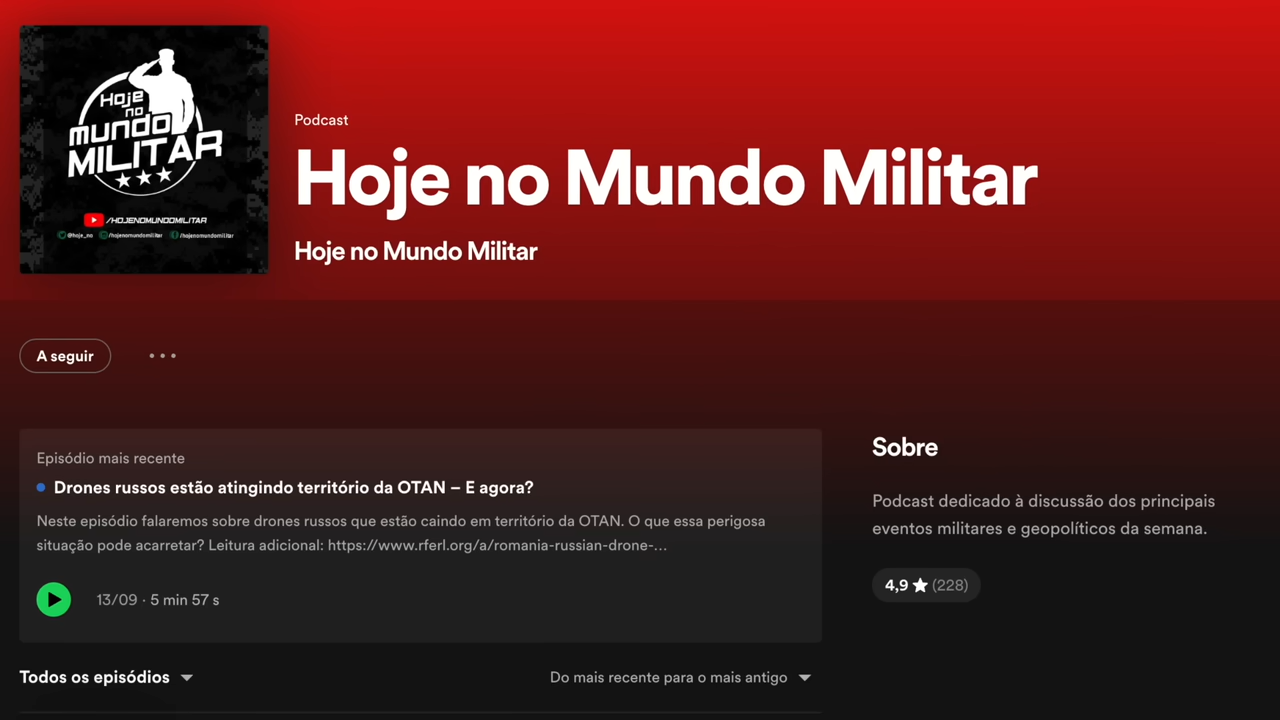 Hoje
no
mundo
MILITAR
/HOJENOMUNDOMILITAR
@hoje_no /hojenomundomilitar /hojenomundomilitar
Podcast
Hoje no Mundo Militar
Hoje no Mundo Militar
A seguir
Episódio mais recente
Drones russos estão atingindo território da OTAN – E agora?
Neste episódio falaremos sobre drones russos que estão caindo em território da OTAN. O que essa perigosa
situação pode acarretar? Leitura adicional: https://www.rferl.org/a/romania-russian-drone-...
13/09 · 5 min 57 s
Sobre
Podcast dedicado à discussão dos principais
eventos militares e geopolíticos da semana.
4,9 ★ (228)
Todos os episódios
Do mais recente para o mais antigo